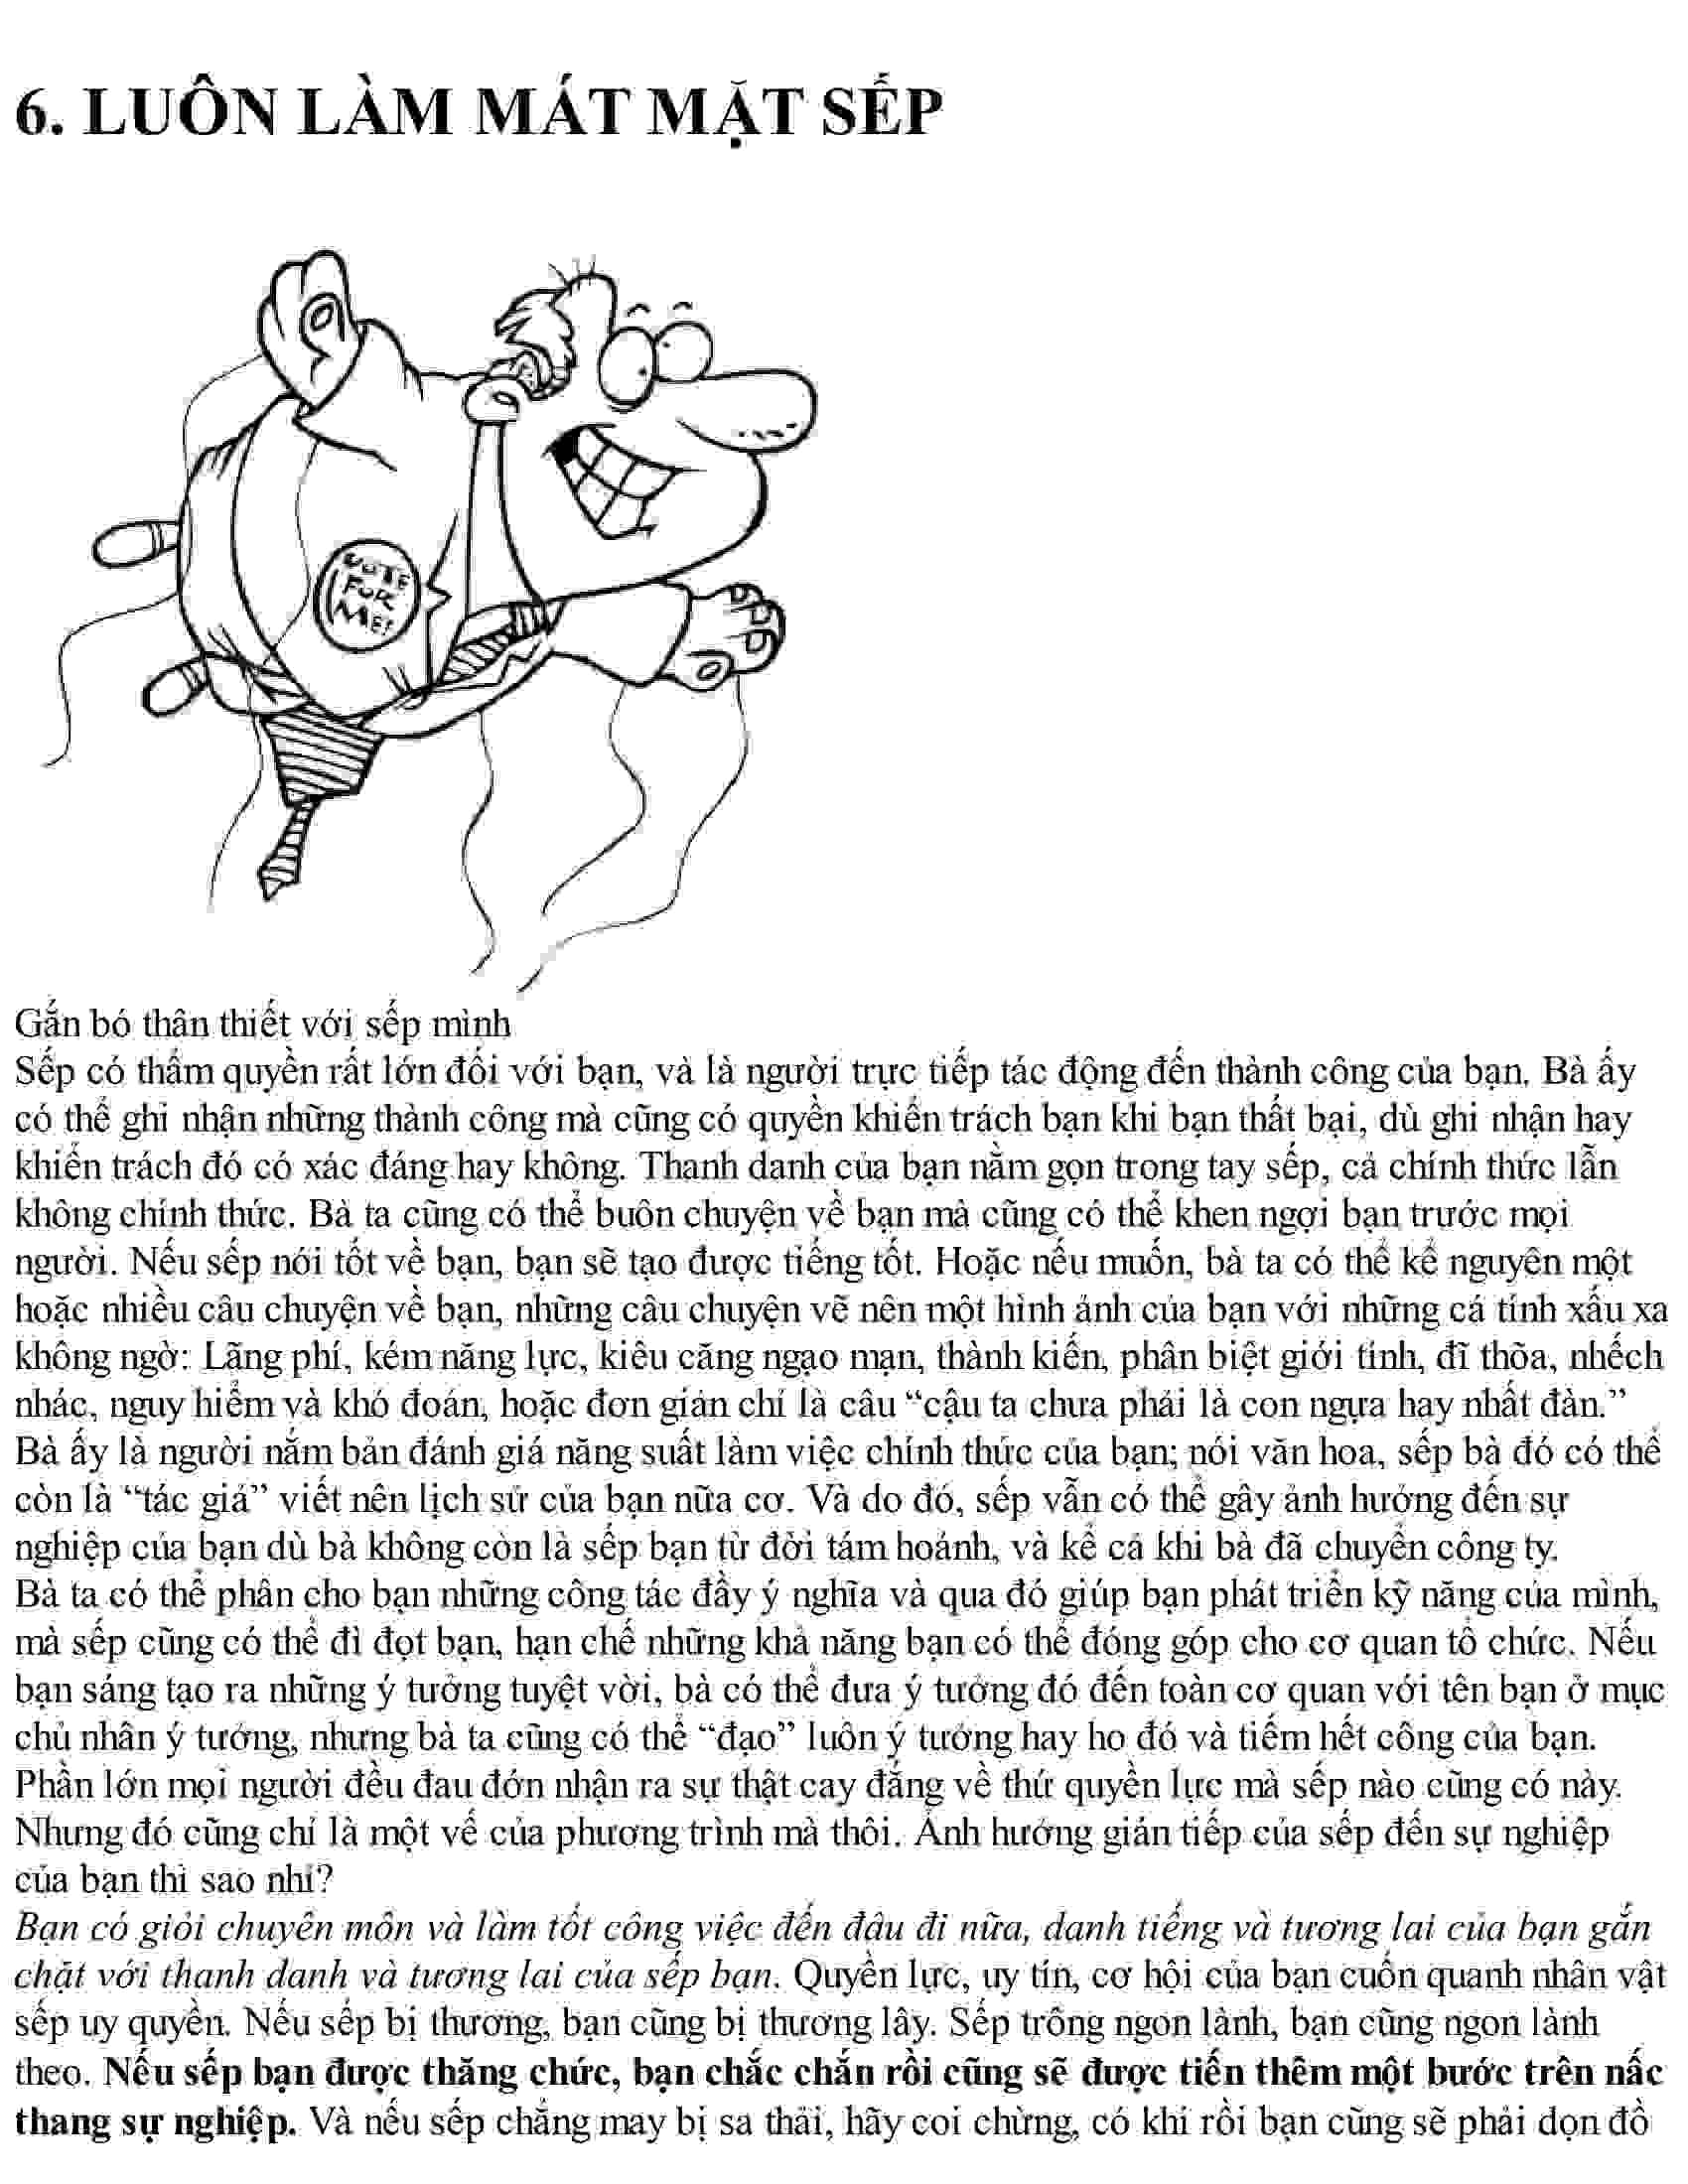 6. LUÔN LÀM MÁT MẶT SẾP
VOTE
FOR
ME!
Gắn bó thân thiết với sếp mình
Sếp có thẩm quyền rất lớn đối với bạn, và là người trực tiếp tác động đến thành công của bạn. Bà ấy
có thể ghi nhận những thành công mà cũng có quyền khiển trách bạn khi bạn thất bại, dù ghi nhận hay
khiển trách đó có xác đáng hay không. Thanh danh của bạn nằm gọn trong tay sếp, cả chính thức lẫn
không chính thức. Bà ta cũng có thể buôn chuyện về bạn mà cũng có thể khen ngợi bạn trước mọi
người. Nếu sếp nói tốt về bạn, bạn sẽ tạo được tiếng tốt. Hoặc nếu muốn, bà ta có thể kể nguyên một
hoặc nhiều câu chuyện về bạn, những câu chuyện vẽ nên một hình ảnh của bạn với những cá tính xấu xa
không ngờ: Lãng phí, kém năng lực, kiêu căng ngạo mạn, thành kiến, phân biệt giới tính, đĩ thõa, nhếch
nhác, nguy hiểm và khó đoán, hoặc đơn giản chỉ là câu “cậu ta chưa phải là con ngựa hay nhất đàn.”
Bà ấy là người nắm bản đánh giá năng suất làm việc chính thức của bạn; nói văn hoa, sếp bà đó có thể
còn là “tác giả” viết nên lịch sử của bạn nữa cơ. Và do đó, sếp vẫn có thể gây ảnh hưởng đến sự
nghiệp của bạn dù bà không còn là sếp bạn từ đời tám hoánh, và kể cả khi bà đã chuyển công ty.
Bà ta có thể phân cho bạn những công tác đầy ý nghĩa và qua đó giúp bạn phát triển kỹ năng của mình,
mà sếp cũng có thể đì đọt bạn, hạn chế những khả năng bạn có thể đóng góp cho cơ quan tổ chức. Nếu
bạn sáng tạo ra những ý tưởng tuyệt vời, bà có thể đưa ý tưởng đó đến toàn cơ quan với tên bạn ở mục
chủ nhân ý tưởng, nhưng bà ta cũng có thể “đạo” luôn ý tưởng hay ho đó và tiếm hết công của bạn.
Phần lớn mọi người đều đau đớn nhận ra sự thật cay đắng về thứ quyền lực mà sếp nào cũng có này.
Nhưng đó cũng chỉ là một vế của phương trình mà thôi. Ảnh hưởng gián tiếp của sếp đến sự nghiệp
của bạn thì sao nhỉ?
Bạn có giỏi chuyên môn và làm tốt công việc đến đâu đi nữa, danh tiếng và tương lai của bạn gắn
chặt với thanh danh và tương lai của sếp bạn. Quyền lực, uy tín, cơ hội của bạn cuốn quanh nhân vật
sếp uy quyền. Nếu sếp bị thương, bạn cũng bị thương lây. Sếp trông ngon lành, bạn cũng ngon lành
theo. Nếu sếp bạn được thăng chức, bạn chắc chắn rồi cũng sẽ được tiến thêm một bước trên nấc
thang sự nghiệp. Và nếu sếp chẳng may bị sa thải, hãy coi chừng, có khi rồi bạn cũng sẽ phải dọn đồ